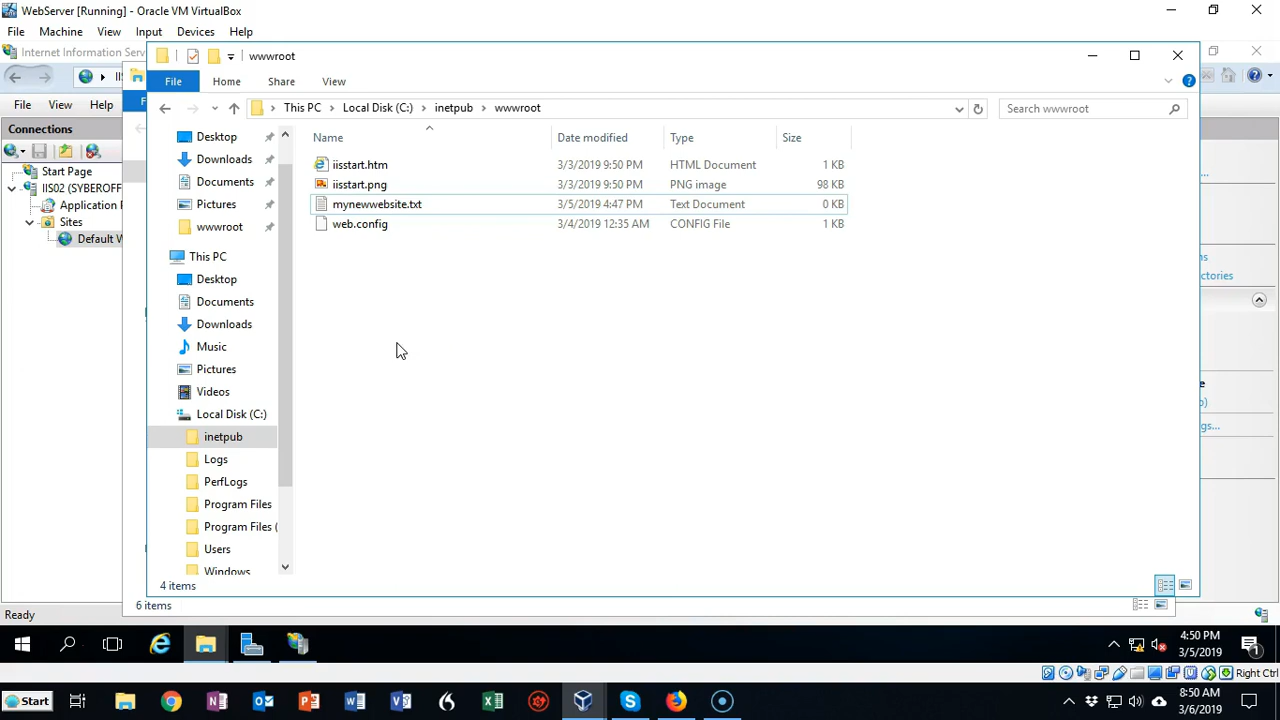 WebServer [Running] - Oracle VM VirtualBox
File Machine View Input Devices Help
Internet Information Serv
wwwroot
File Home Share View
This PC Local Disk (C:) inetpub wwwroot
Search wwwroot
File View Help
Connections
Start Page
IIS02 (SYBEROFF
Application
Sites
Default W
Desktop
Downloads
Documents
Pictures
wwwroot
This PC
Desktop
Documents
Downloads
Music
Pictures
Videos
Local Disk (C:)
inetpub
Logs
PerfLogs
Program Files
Program Files (
Users
Windows
Name Date modified Type Size
iisstart.htm 3/3/2019 9:50 PM HTML Document 1 KB
iisstart.png 3/3/2019 9:50 PM PNG image 98 KB
mynewwebsite.txt 3/5/2019 4:47 PM Text Document 0 KB
web.config 3/4/2019 12:35 AM CONFIG File 1 KB
4 items
6 items
Ready
4:50 PM
3/5/2019
Right Ctrl
Start
8:50 AM
3/6/2019